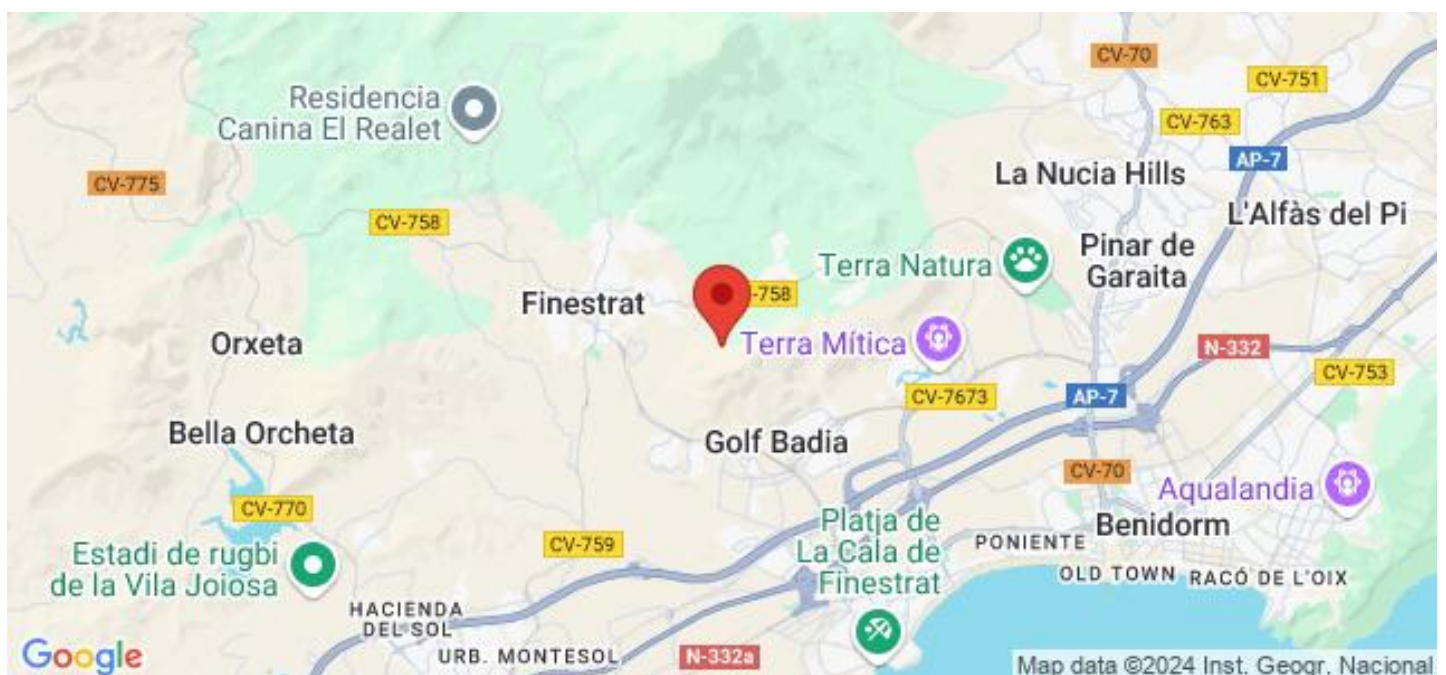 CV-70
CV-751
Residencia
Canina El Realet
CV-763
AP-7
La Nucia Hills
CV-775
CV-758
L'Alfàs del Pi
Terra Natura
Pinar de
Garaita
-758
Finestrat
Orxeta
Terra Mítica
N-332
CV-753
CV-7673
AP-7
Bella Orcheta
Golf Badia
CV-70
Aqualandia
CV-770
Platja de
La Cala de
Finestrat
Benidorm
PONIENTE
CV-759
Estadi de rugbi
de la Vila Joiosa
OLD TOWN
RACÓ DE L'OIX
HACIENDA
DEL SOL
URB. MONTESOL
N-332a
Google
Map data ©2024 Inst. Geogr. Nacional